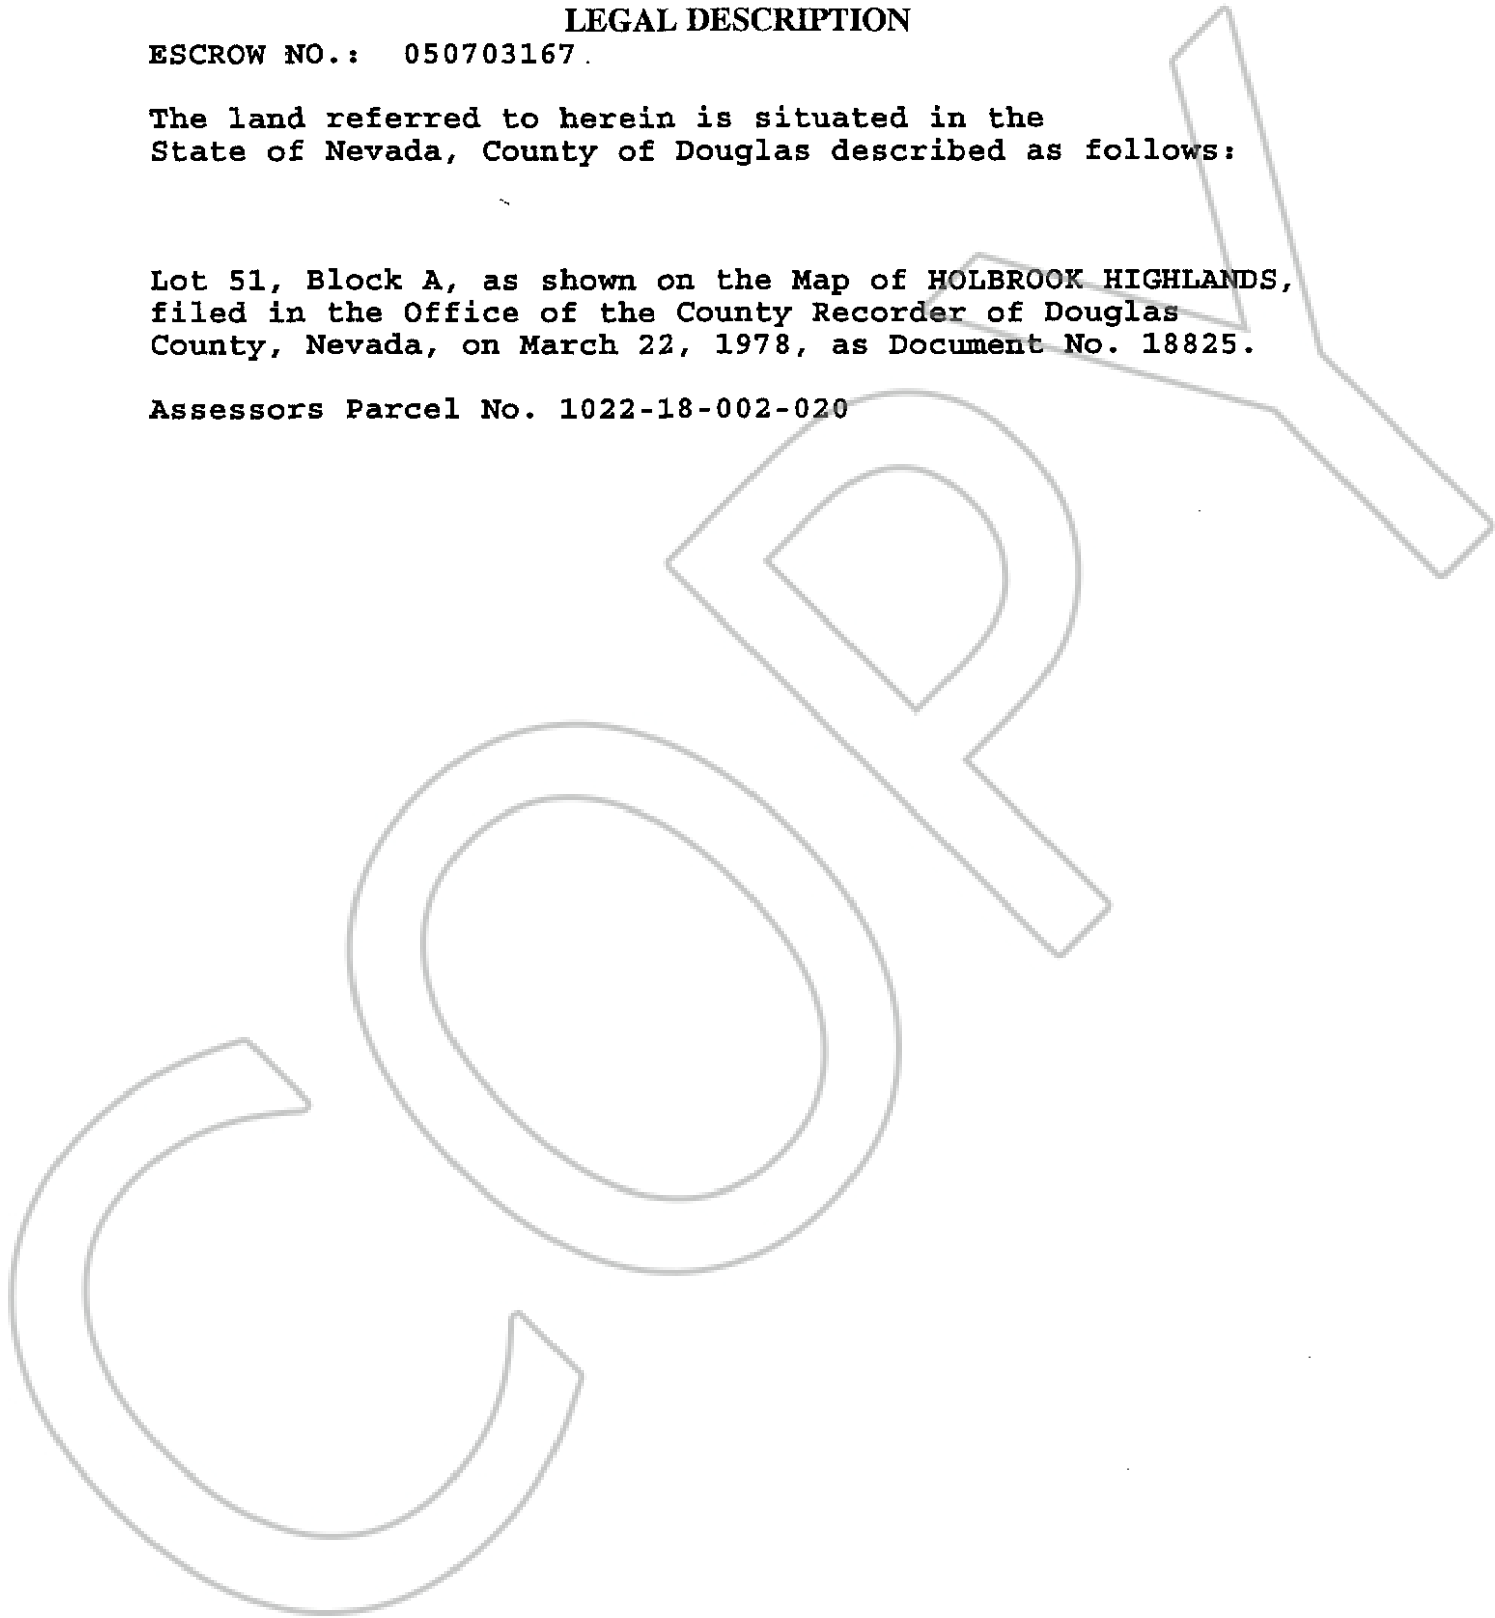 LEGAL DESCRIPTION
ESCROW NO.: 050703167.
The land referred to herein is situated in the
State of Nevada, County of Douglas described as follows:
Lot 51, Block A, as shown on the Map of HOLBROOK HIGHLANDS,
filed in the Office of the County Recorder of Douglas
County, Nevada, on March 22, 1978, as Document No. 18825.
Assessors Parcel No. 1022-18-002-020
COPY